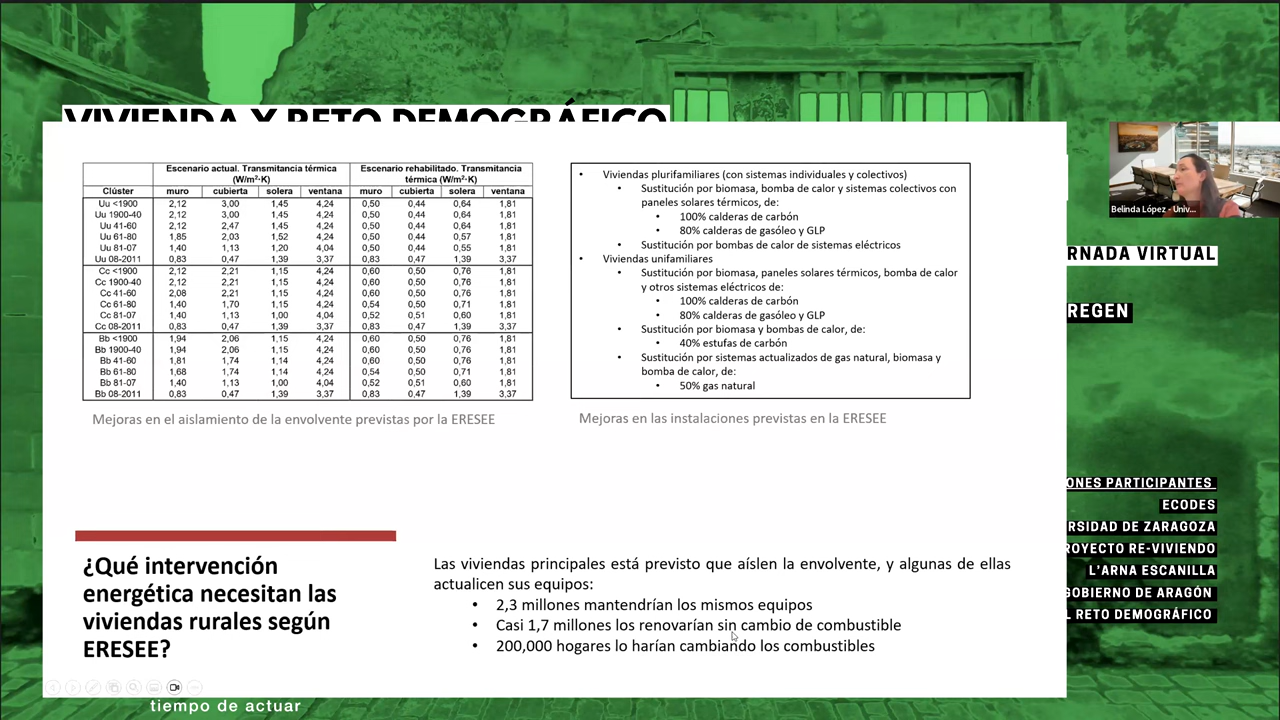 VIVIENDA Y RETO DEMOGRÁFICO
Escenario actual. Transmitancia térmica (W/m²·K) Escenario rehabilitado. Transmitancia térmica (W/m²·K)
Clúster muro cubierta solera ventana muro cubierta solera ventana
Uu <1900 2,12 3,00 1,45 4,24 0,50 0,44 0,64 1,81
Uu 1900-40 2,12 3,00 1,45 4,24 0,50 0,44 0,64 1,81
Uu 41-60 2,12 2,47 1,45 4,24 0,50 0,44 0,64 1,81
Uu 61-80 1,85 2,03 1,52 4,24 0,50 0,44 0,57 1,81
Uu 81-07 1,40 1,13 1,20 4,04 0,50 0,44 0,55 1,81
Uu 08-2011 0,83 0,47 1,39 3,37 0,83 0,47 1,39 3,37
Cc <1900 2,12 2,21 1,15 4,24 0,60 0,50 0,76 1,81
Cc 1900-40 2,12 2,21 1,15 4,24 0,60 0,50 0,76 1,81
Cc 41-60 2,08 2,21 1,15 4,24 0,60 0,50 0,76 1,81
Cc 61-80 1,40 1,70 1,15 4,24 0,54 0,50 0,71 1,81
Cc 81-07 1,40 1,13 1,00 4,04 0,52 0,51 0,60 1,81
Cc 08-2011 0,83 0,47 1,39 3,37 0,83 0,47 1,39 3,37
Bb <1900 1,94 2,06 1,15 4,24 0,60 0,50 0,76 1,81
Bb 1900-40 1,94 2,06 1,15 4,24 0,60 0,50 0,76 1,81
Bb 41-60 1,81 1,74 1,14 4,24 0,60 0,50 0,76 1,81
Bb 61-80 1,68 1,74 1,14 4,24 0,54 0,50 0,71 1,81
Bb 81-07 1,40 1,13 1,00 4,04 0,52 0,51 0,60 1,81
Bb 08-2011 0,83 0,47 1,39 3,37 0,83 0,47 1,39 3,37
Mejoras en el aislamiento de la envolvente previstas por la ERESEE
• Viviendas plurifamiliares (con sistemas individuales y colectivos)
• Sustitución por biomasa, bomba de calor y sistemas colectivos con
paneles solares térmicos, de:
• 100% calderas de carbón
• 80% calderas de gasóleo y GLP
• Sustitución por bombas de calor de sistemas eléctricos
• Viviendas unifamiliares
• Sustitución por biomasa, paneles solares térmicos, bomba de calor
y otros sistemas eléctricos de:
• 100% calderas de carbón
• 80% calderas de gasóleo y GLP
• Sustitución por biomasa y bombas de calor, de:
• 40% estufas de carbón
• Sustitución por sistemas actualizados de gas natural, biomasa y
bomba de calor, de:
• 50% gas natural
Mejoras en las instalaciones previstas en la ERESEE
¿Qué intervención
energética necesitan las
viviendas rurales según
ERESEE?
Las viviendas principales está previsto que aíslen la envolvente, y algunas de ellas
actualicen sus equipos:
• 2,3 millones mantendrían los mismos equipos
• Casi 1,7 millones los renovarían sin cambio de combustible
• 200,000 hogares lo harían cambiando los combustibles
Belinda López - Univ...
RNADA VIRTUAL
REGEN
ONES PARTICIPANTES
ECODES
RSIDAD DE ZARAGOZA
ROYECTO RE-VIVIENDO
L'ARNA ESCANILLA
GOBIERNO DE ARAGÓN
L RETO DEMOGRÁFICO
tiempo de actuar